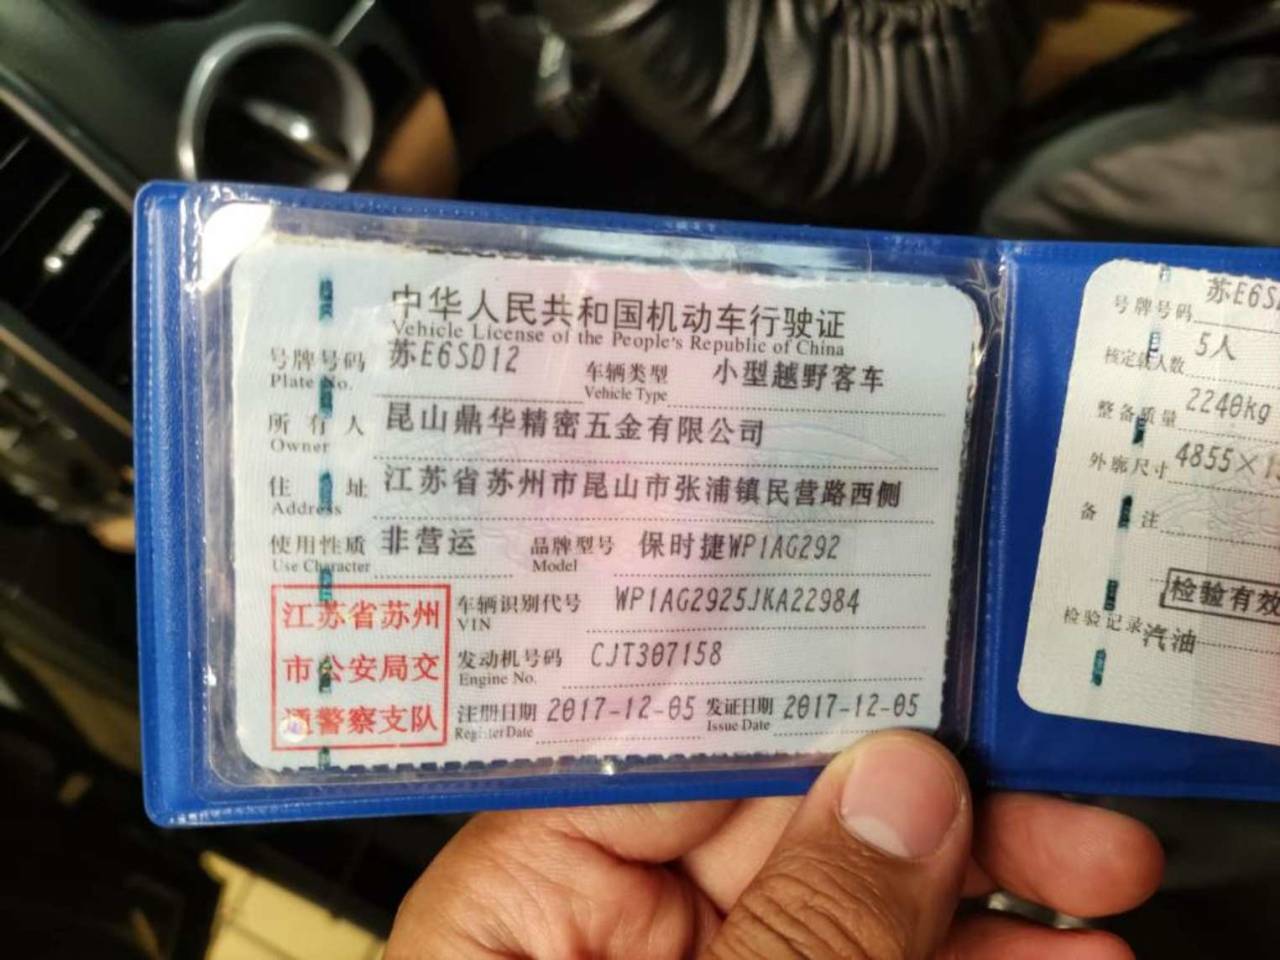 中华人民共和国机动车行驶证
Vehicle License of the People's Republic of China
号牌号码 苏E6SD12 车辆类型 小型越野客车
Plate No. Vehicle Type
所有人 昆山鼎华精密五金有限公司
Owner
住址 江苏省苏州市昆山市张浦镇民营路西侧
Address
使用性质 非营运 品牌型号 保时捷WP1AG292
Use Character Model
江苏省苏州
市公安局交
通警察支队
车辆识别代号 WP1AG2925JKA22984
VIN
发动机号码 CJT307158
Engine No.
注册日期 2017-12-05 发证日期 2017-12-05
Register Date Issue Date
号牌号码 苏E6S
核定载人数 5人
整备质量 2240kg
外廓尺寸 4855×
备注
检验有效
检验记录 汽油